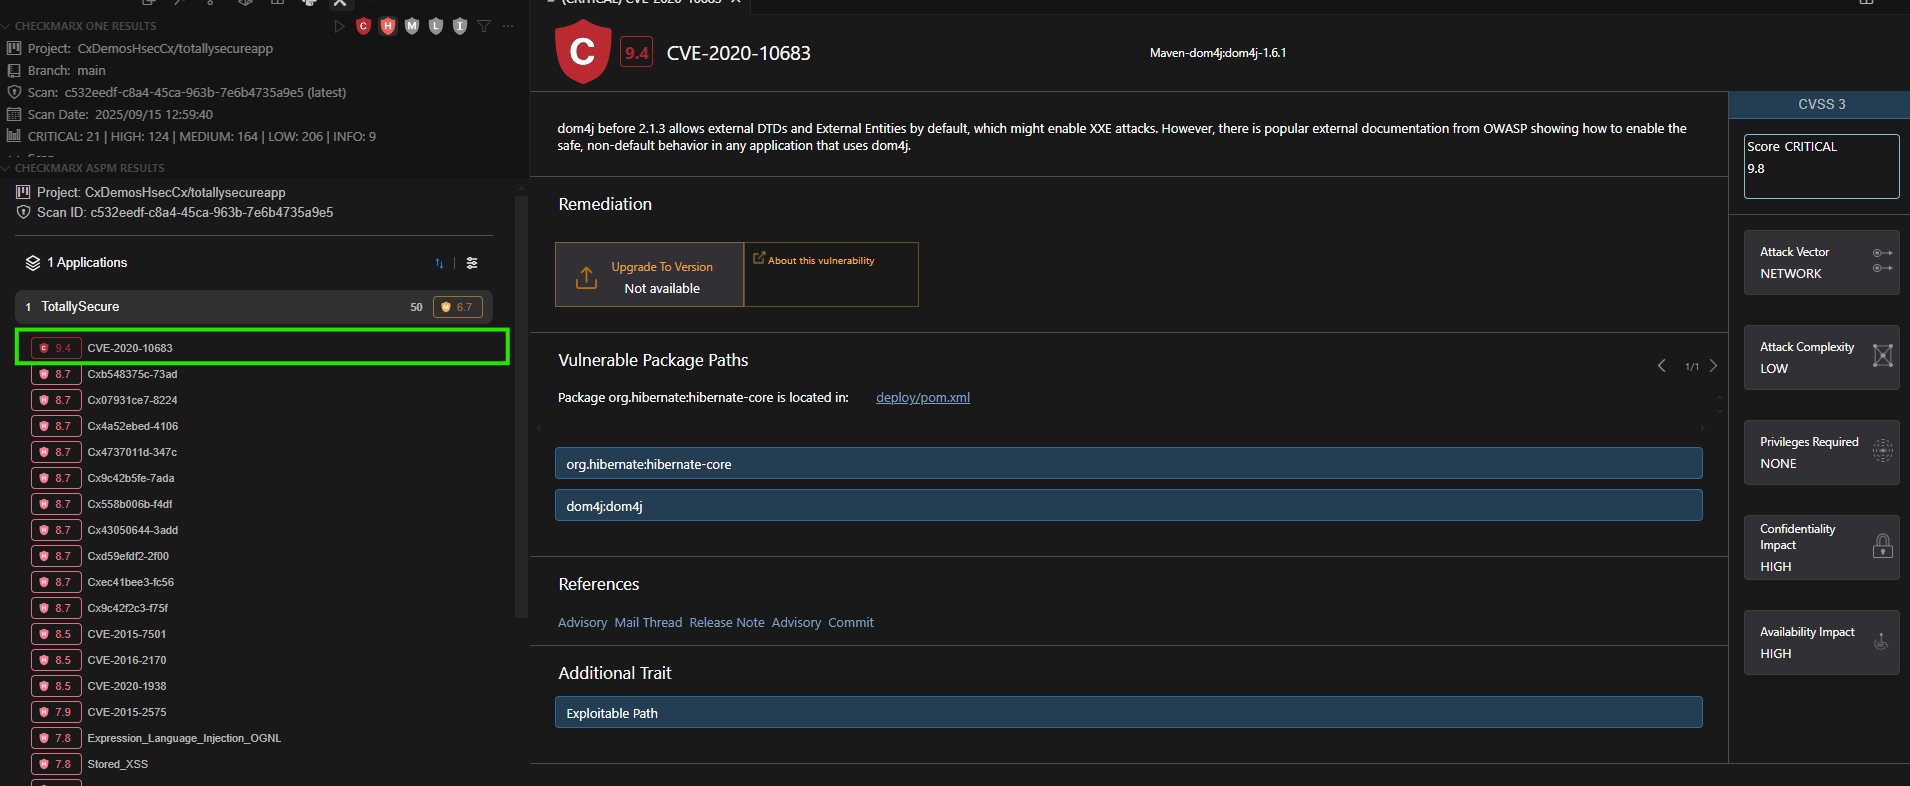 CHECKMARX ONE RESULTS
C H M L I
Project: CxDemosHsecCx/totallysecureapp
Branch: main
Scan: c532eedf-c8a4-45ca-963b-7e6b4735a9e5 (latest)
Scan Date: 2025/09/15 12:59:40
CRITICAL: 21 | HIGH: 124 | MEDIUM: 164 | LOW: 206 | INFO: 9
CHECKMARX ASPM RESULTS
Project: CxDemosHsecCx/totallysecureapp
Scan ID: c532eedf-c8a4-45ca-963b-7e6b4735a9e5
1 Applications
1 TotallySecure 50 M 6.7
C 9.4 CVE-2020-10683
H 8.7 Cxb548375c-73ad
H 8.7 Cx07931ce7-8224
H 8.7 Cx4a52ebed-4106
H 8.7 Cx4737011d-347c
H 8.7 Cx9c42b5fe-7ada
H 8.7 Cx558b006b-f4df
H 8.7 Cx43050644-3add
H 8.7 Cxd59efdf2-2f00
H 8.7 Cxec41bee3-fc56
H 8.7 Cx9c42f2c3-f75f
H 8.5 CVE-2015-7501
H 8.5 CVE-2016-2170
H 8.5 CVE-2020-1938
H 7.9 CVE-2015-2575
H 7.8 Expression_Language_Injection_OGNL
H 7.8 Stored_XSS
(CRITICAL) CVE-2020-10683
C 9.4 CVE-2020-10683
Maven-dom4j:dom4j-1.6.1
dom4j before 2.1.3 allows external DTDs and External Entities by default, which might enable XXE attacks. However, there is popular external documentation from OWASP showing how to enable the
safe, non-default behavior in any application that uses dom4j.
Remediation
Upgrade To Version
Not available
About this vulnerability
Vulnerable Package Paths
1/1
Package org.hibernate:hibernate-core is located in: deploy/pom.xml
org.hibernate:hibernate-core
dom4j:dom4j
References
Advisory Mail Thread Release Note Advisory Commit
Additional Trait
Exploitable Path
CVSS 3
Score CRITICAL
9.8
Attack Vector
NETWORK
Attack Complexity
LOW
Privileges Required
NONE
Confidentiality
Impact
HIGH
Availability Impact
HIGH